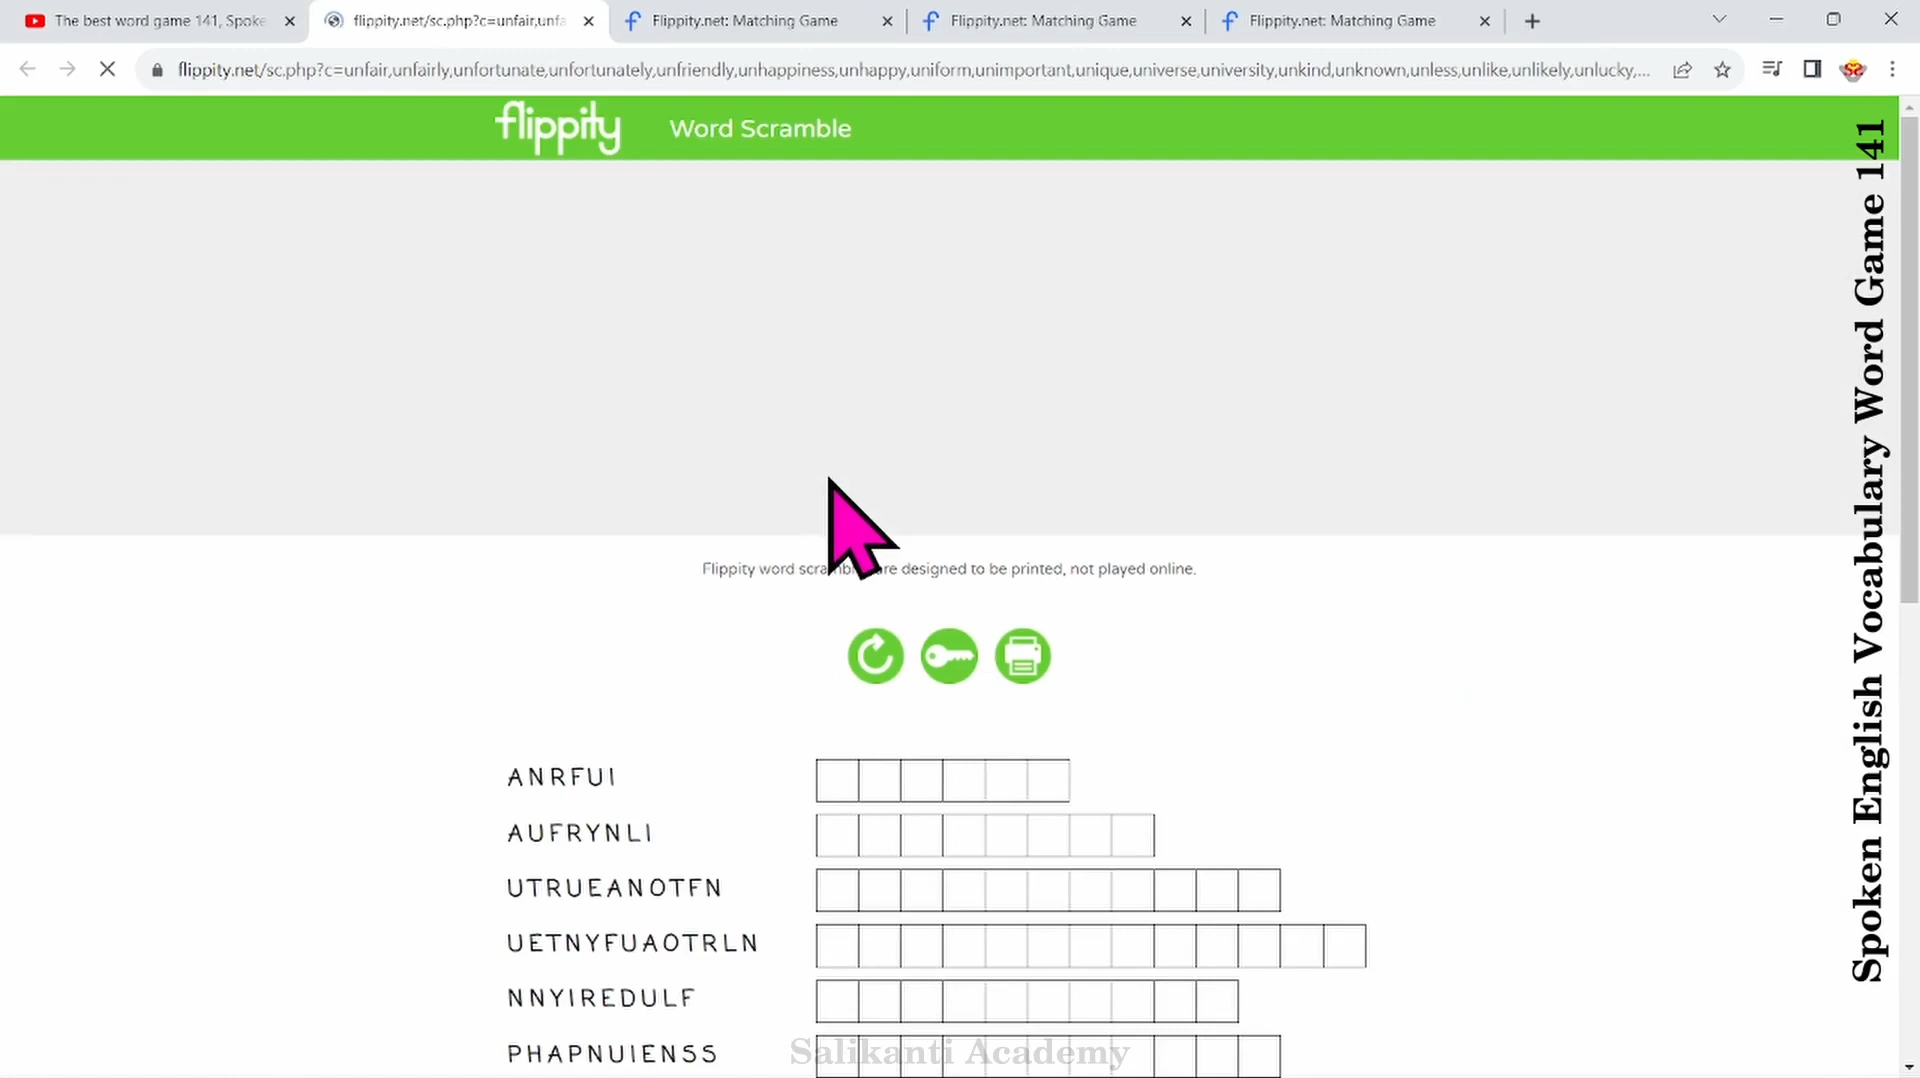 The best word game 141, Spoke
flippity.net/sc.php?c=unfair,unfa
Flippity.net: Matching Game
Flippity.net: Matching Game
Flippity.net: Matching Game
flippity.net/sc.php?c=unfair,unfairly,unfortunate,unfortunately,unfriendly,unhappiness,unhappy,uniform,unimportant,unique,universe,university,unkind,unknown,unless,unlike,unlikely,unlucky,...
flippity Word Scramble
Spoken English Vocabulary Word Game 141
Flippity word are designed to be printed, not played online.
ANRFUI
AUFRYNLI
UTRUEANOTFN
UETNYFUAOTRLN
NNYIREDULF
PHAPNUIENSS
Salikanti Academy